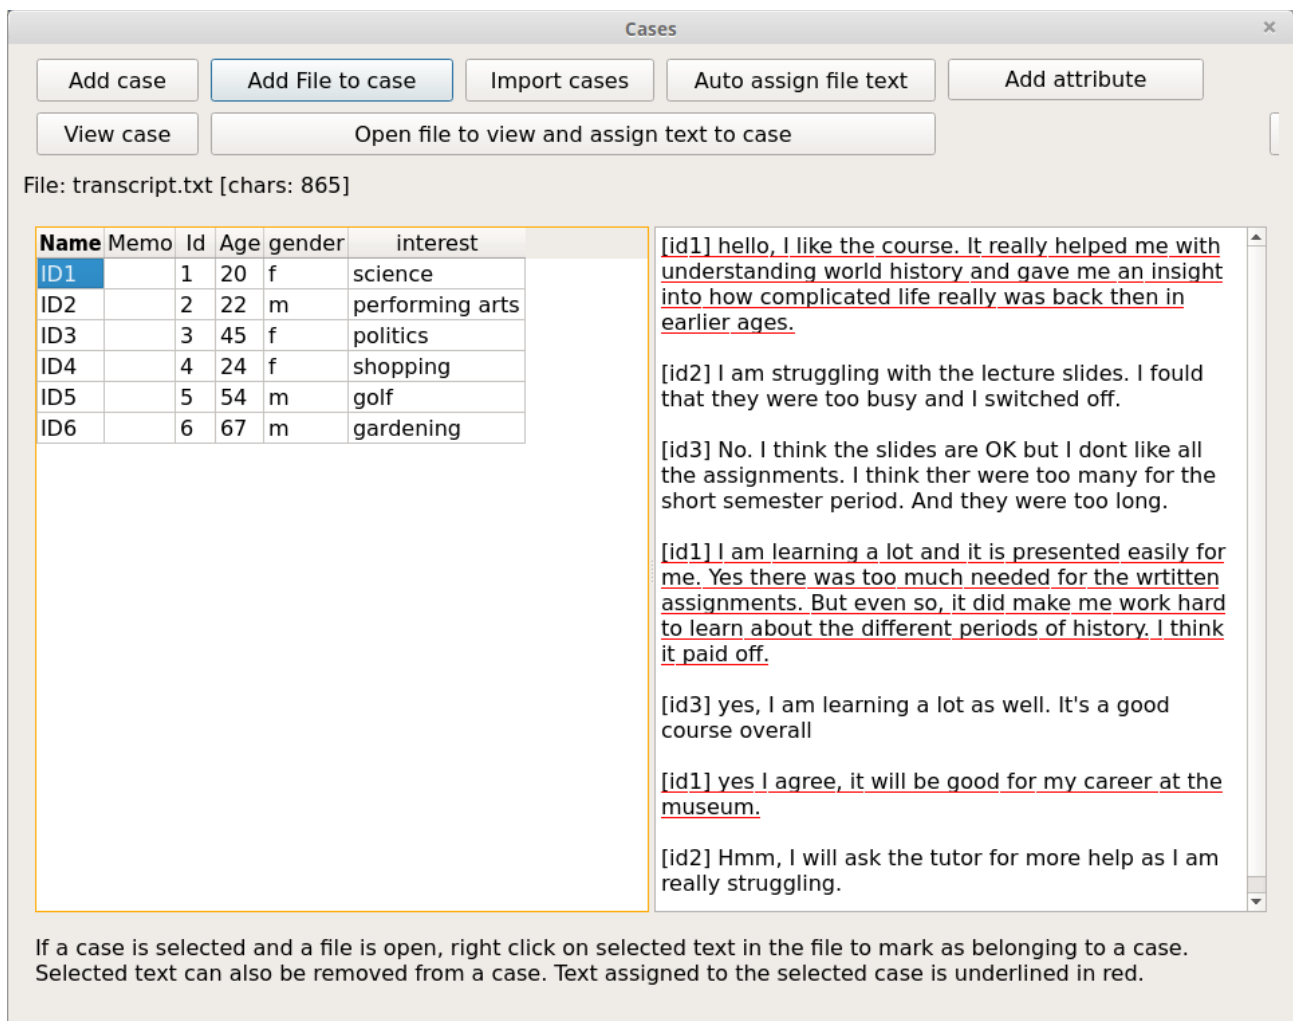 Cases
Add case Add File to case Import cases Auto assign file text Add attribute
View case Open file to view and assign text to case
File: transcript.txt [chars: 865]
Name Memo Id Age gender interest
ID1 1 20 f science
ID2 2 22 m performing arts
ID3 3 45 f politics
ID4 4 24 f shopping
ID5 5 54 m golf
ID6 6 67 m gardening
[id1] hello, I like the course. It really helped me with
understanding world history and gave me an insight
into how complicated life really was back then in
earlier ages.
[id2] I am struggling with the lecture slides. I fould
that they were too busy and I switched off.
[id3] No. I think the slides are OK but I dont like all
the assignments. I think ther were too many for the
short semester period. And they were too long.
[id1] I am learning a lot and it is presented easily for
me. Yes there was too much needed for the wrtitten
assignments. But even so, it did make me work hard
to learn about the different periods of history. I think
it paid off.
[id3] yes, I am learning a lot as well. It's a good
course overall
[id1] yes I agree, it will be good for my career at the
museum.
[id2] Hmm, I will ask the tutor for more help as I am
really struggling.
If a case is selected and a file is open, right click on selected text in the file to mark as belonging to a case.
Selected text can also be removed from a case. Text assigned to the selected case is underlined in red.